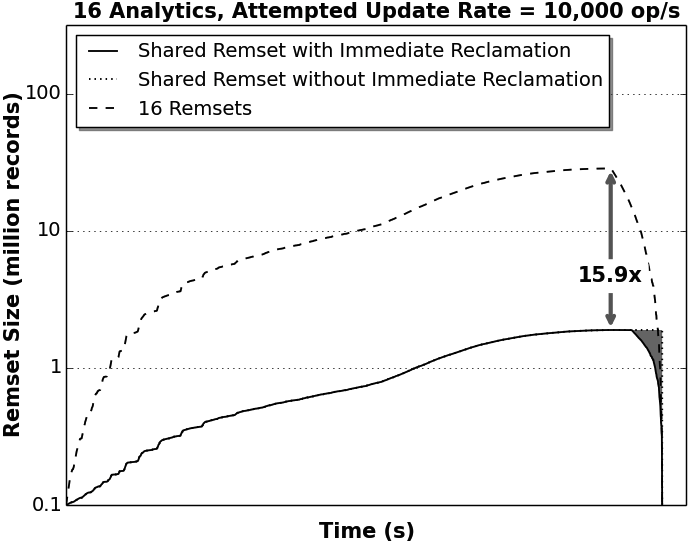 16 Analytics, Attempted Update Rate = 10,000 op/s
Shared Remset with Immediate Reclamation
Shared Remset without Immediate Reclamation
16 Remsets
Remset Size (million records)
100
10
1
0.1
15.9x
Time (s)